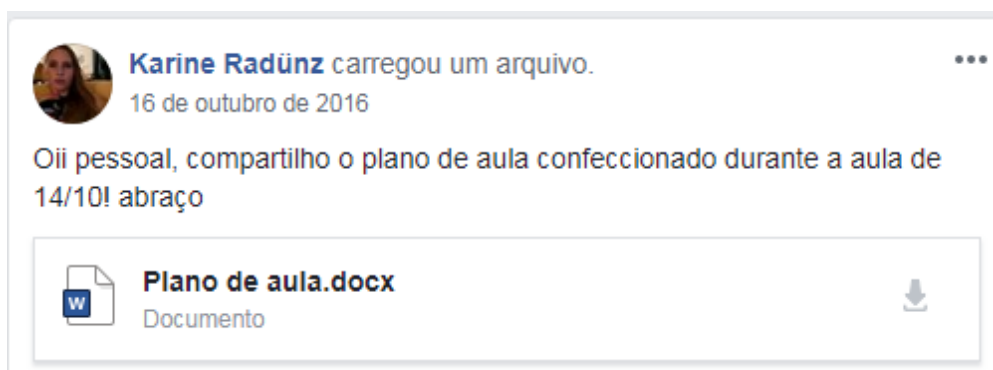 Karine Radünz carregou um arquivo.
16 de outubro de 2016
Oii pessoal, compartilho o plano de aula confeccionado durante a aula de
14/10! abraço
Plano de aula.docx
W
Documento